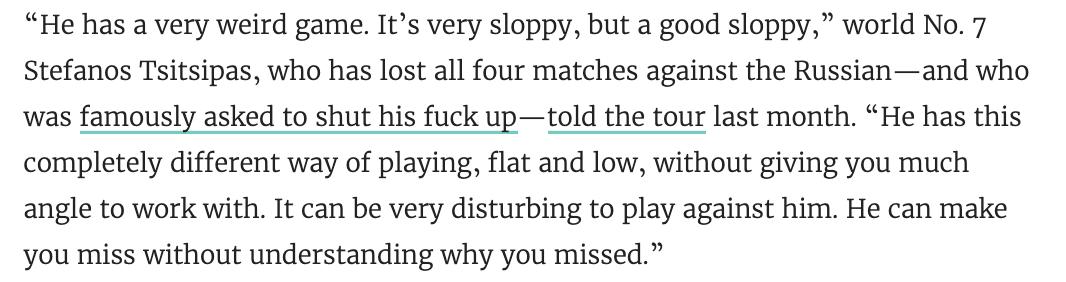 “He has a very weird game. It’s very sloppy, but a good sloppy,” world No. 7
Stefanos Tsitsipas, who has lost all four matches against the Russian—and who
was famously asked to shut his fuck up—told the tour last month. “He has this
completely different way of playing, flat and low, without giving you much
angle to work with. It can be very disturbing to play against him. He can make
you miss without understanding why you missed.”